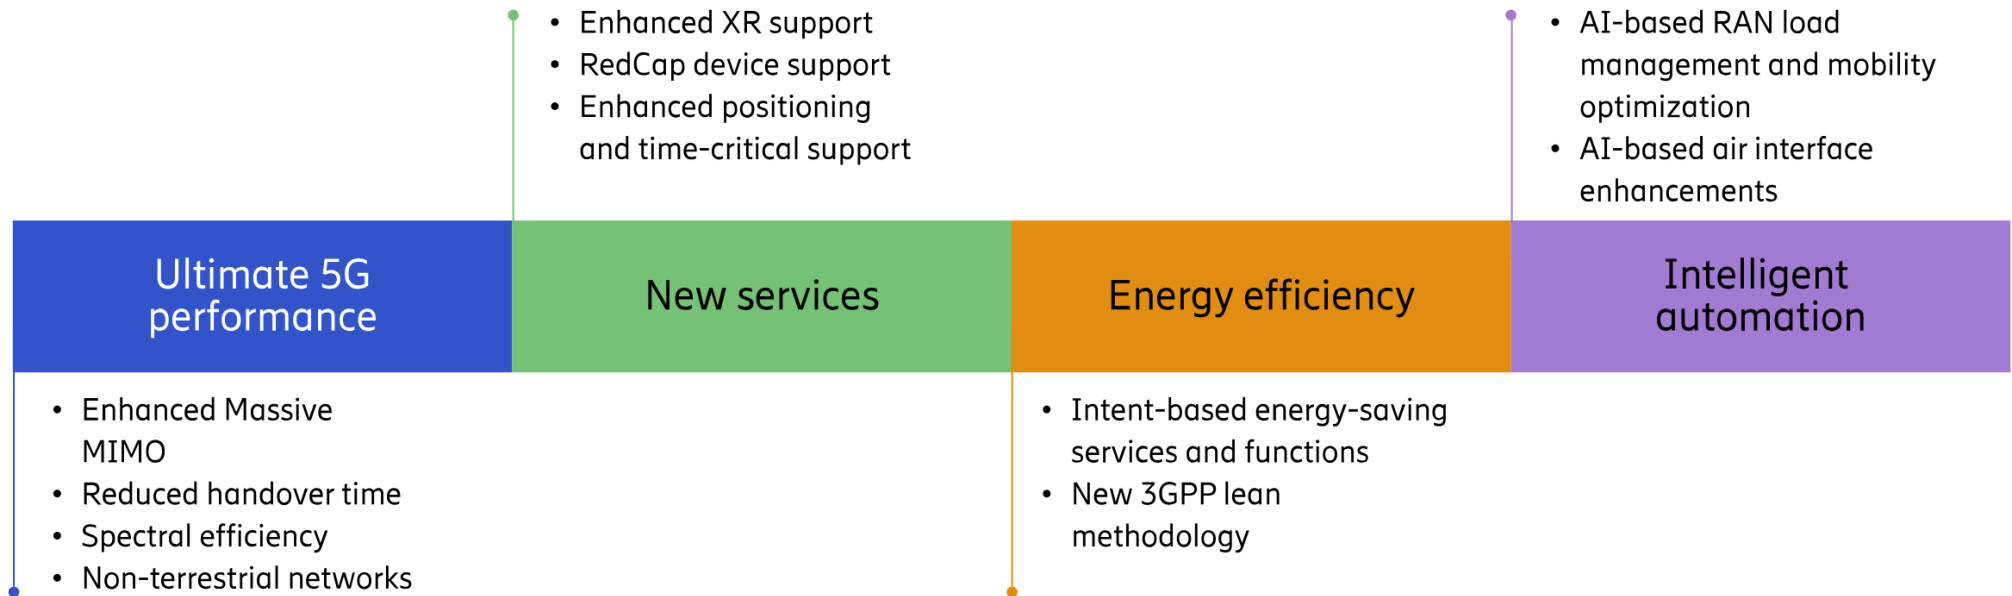 • Enhanced XR support
• RedCap device support
• Enhanced positioning
and time-critical support
• AI-based RAN load
management and mobility
optimization
• AI-based air interface
enhancements
Ultimate 5G
performance
New services
Energy efficiency
Intelligent
automation
• Enhanced Massive
MIMO
• Reduced handover time
• Spectral efficiency
• Non-terrestrial networks
• Intent-based energy-saving
services and functions
• New 3GPP lean
methodology